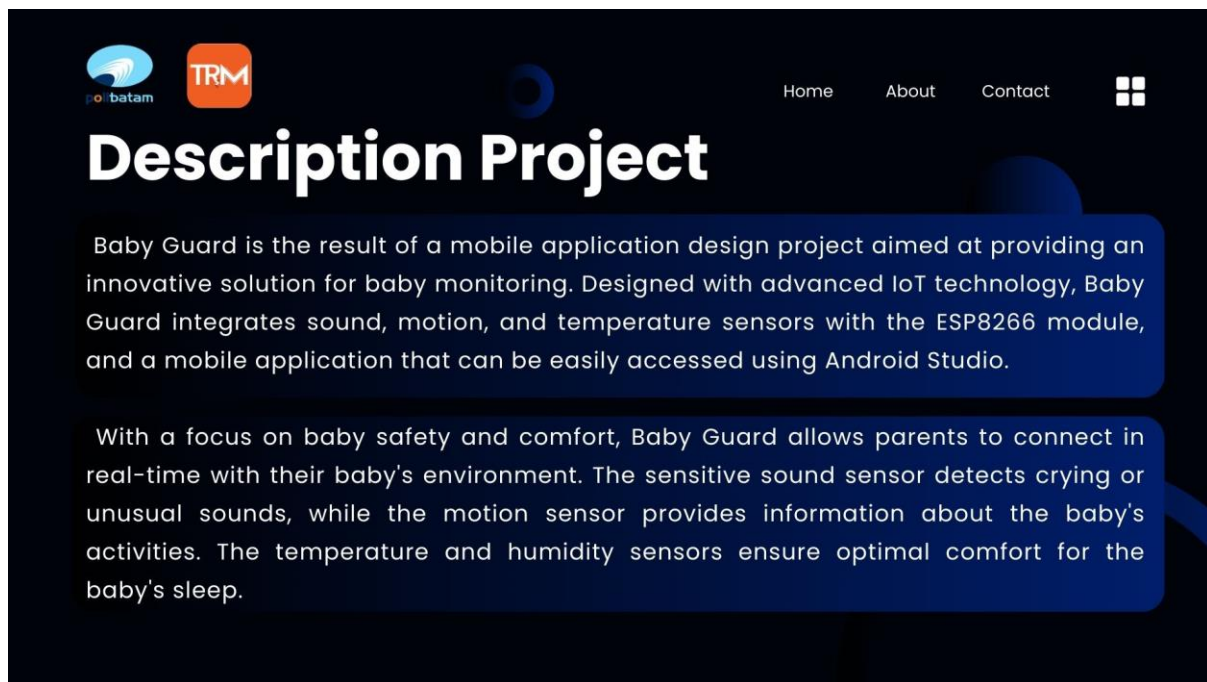 polibatam
TRM
Home About Contact
Description Project
Baby Guard is the result of a mobile application design project aimed at providing an
innovative solution for baby monitoring. Designed with advanced IoT technology, Baby
Guard integrates sound, motion, and temperature sensors with the ESP8266 module,
and a mobile application that can be easily accessed using Android Studio.
With a focus on baby safety and comfort, Baby Guard allows parents to connect in
real-time with their baby's environment. The sensitive sound sensor detects crying or
unusual sounds, while the motion sensor provides information about the baby's
activities. The temperature and humidity sensors ensure optimal comfort for the
baby's sleep.